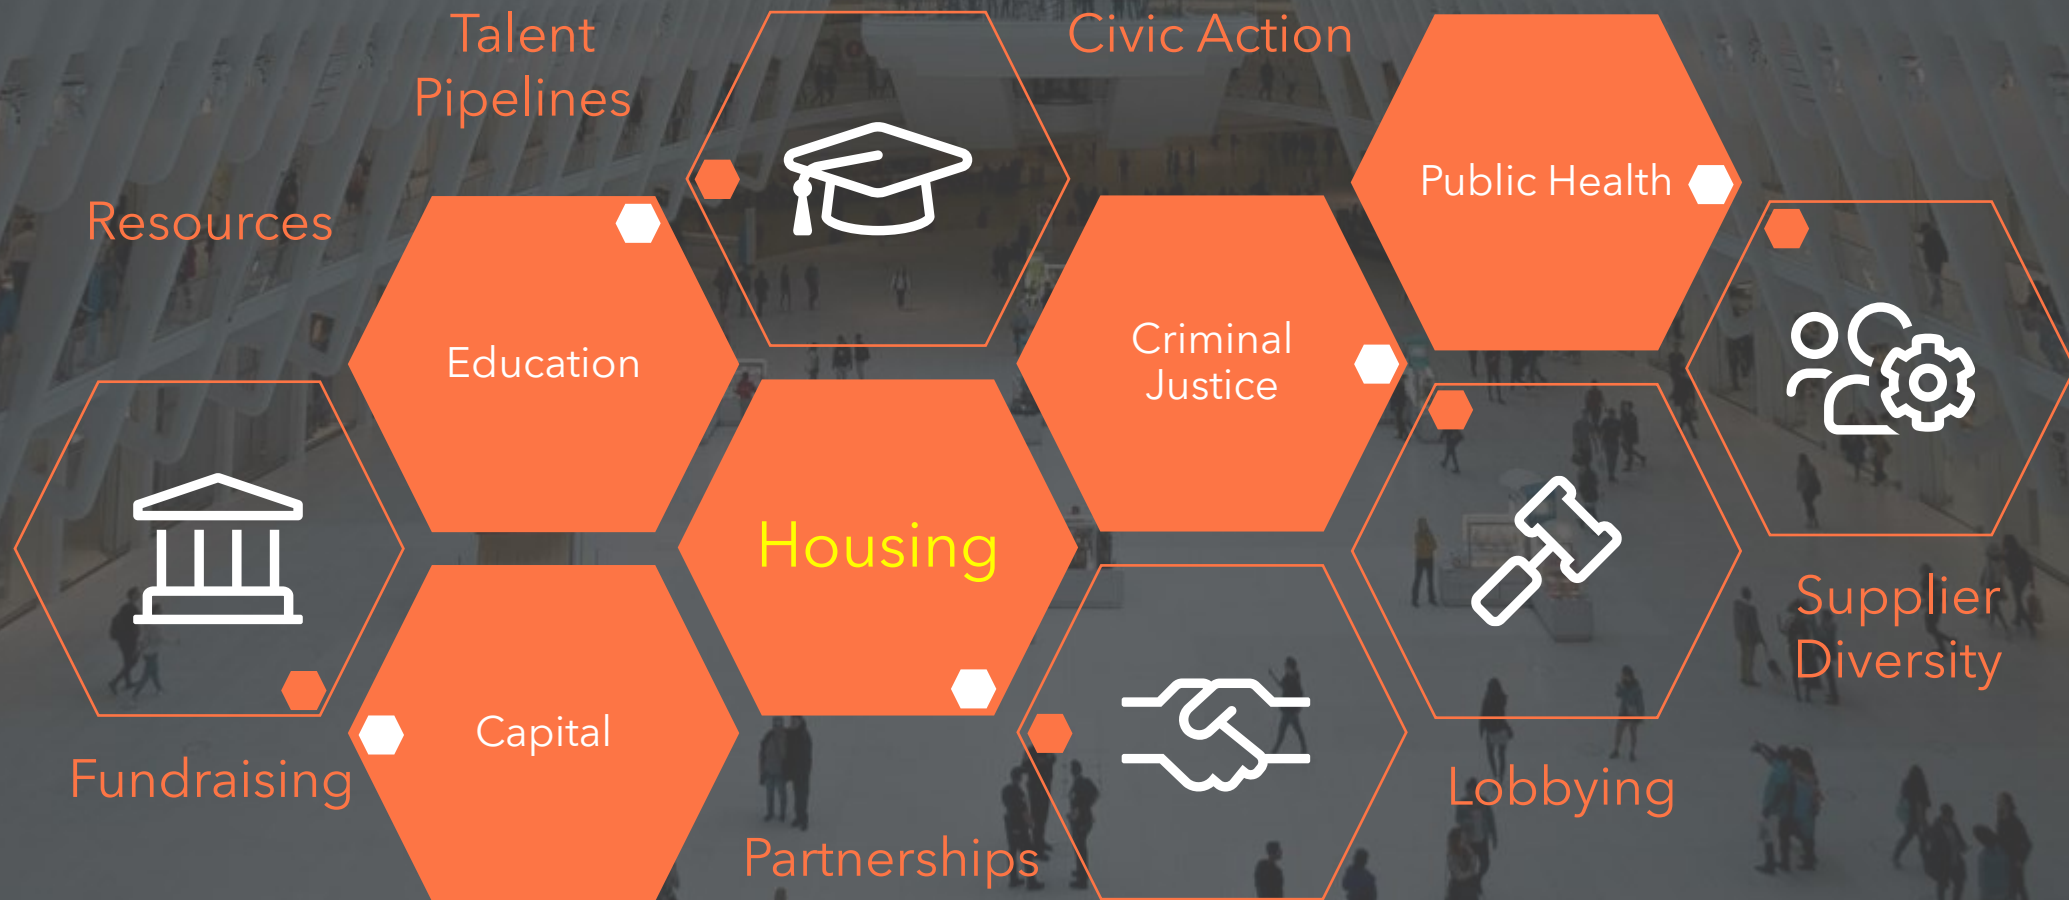 Talent
Pipelines
Civic Action
Public Health
Resources
Education
Criminal
Justice
Housing
Supplier
Diversity
Capital
Fundraising
Lobbying
Partnerships